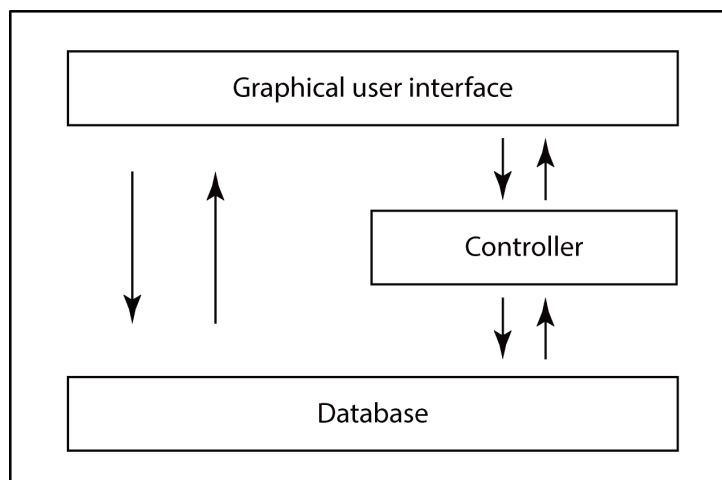 Graphical user interface
Controller
Database